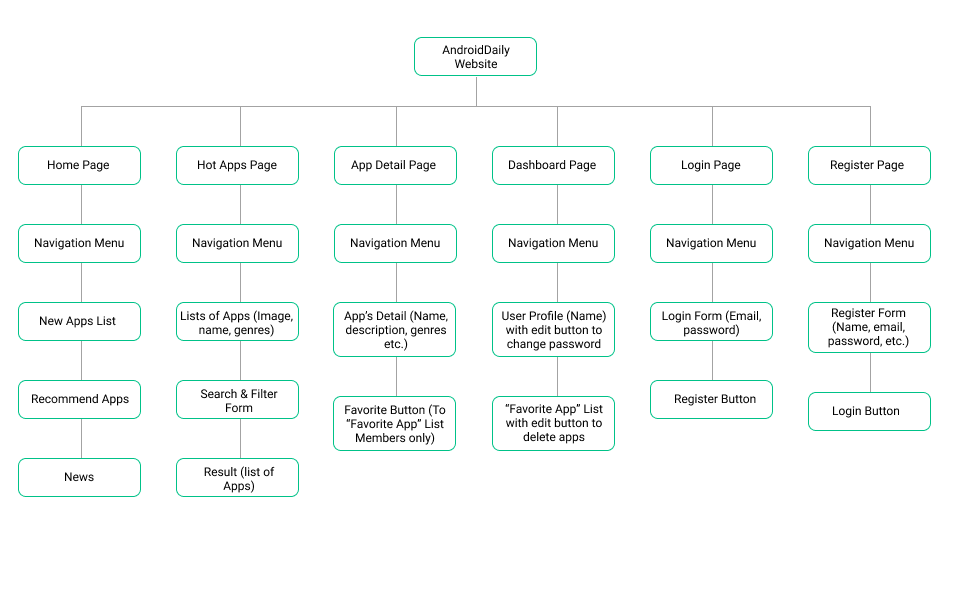 AndroidDaily
Website
Home Page
Hot Apps Page
App Detail Page
Dashboard Page
Login Page
Register Page
Navigation Menu
Navigation Menu
Navigation Menu
Navigation Menu
Navigation Menu
Navigation Menu
New Apps List
Lists of Apps (Image,
name, genres)
App's Detail (Name,
description, genres
etc.)
User Profile (Name)
with edit button to
change password
Login Form (Email,
password)
Register Form
(Name, email,
password, etc.)
Recommend Apps
Search & Filter
Form
Favorite Button (To
“Favorite App” List
Members only)
“Favorite App” List
with edit button to
delete apps
Register Button
Login Button
News
Result (list of
Apps)